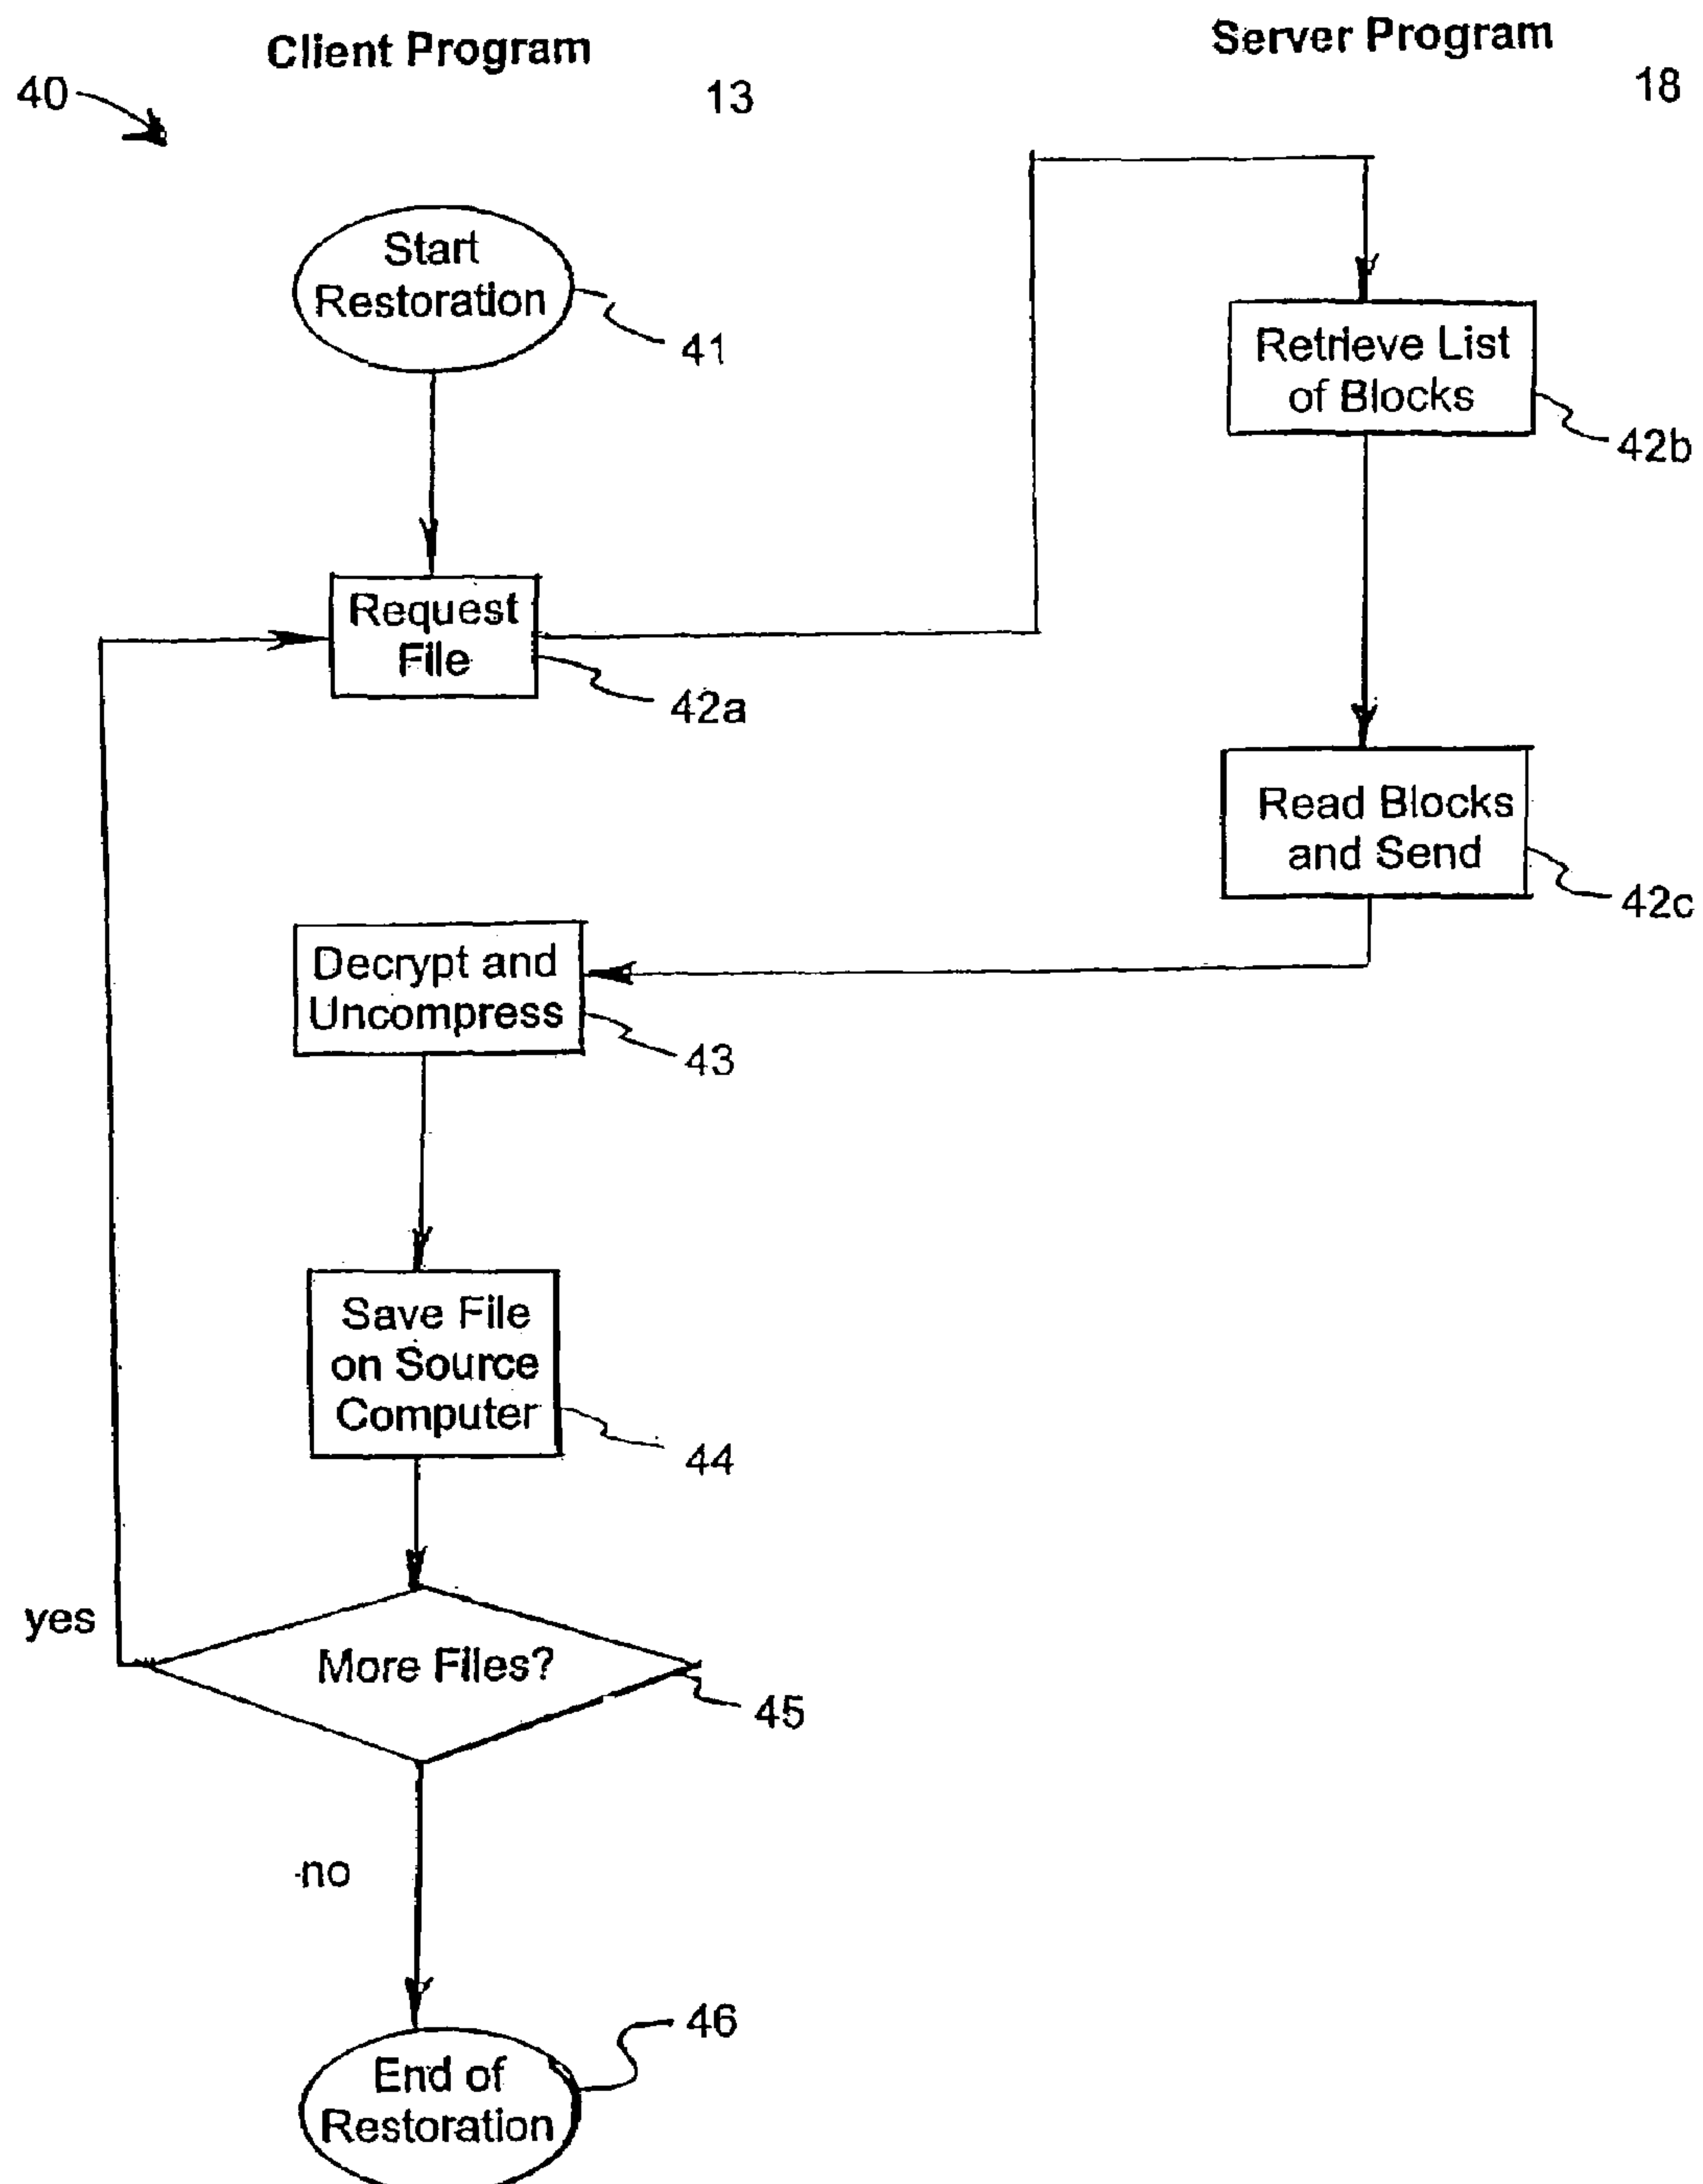 Client Program
13
Server Program
18
40
Start
Restoration
41
Retrieve List
of Blocks
42b
Request
File
42a
Read Blocks
and Send
42c
Decrypt and
Uncompress
43
Save File
on Source
Computer
44
yes
More Files?
45
no
46
End of
Restoration